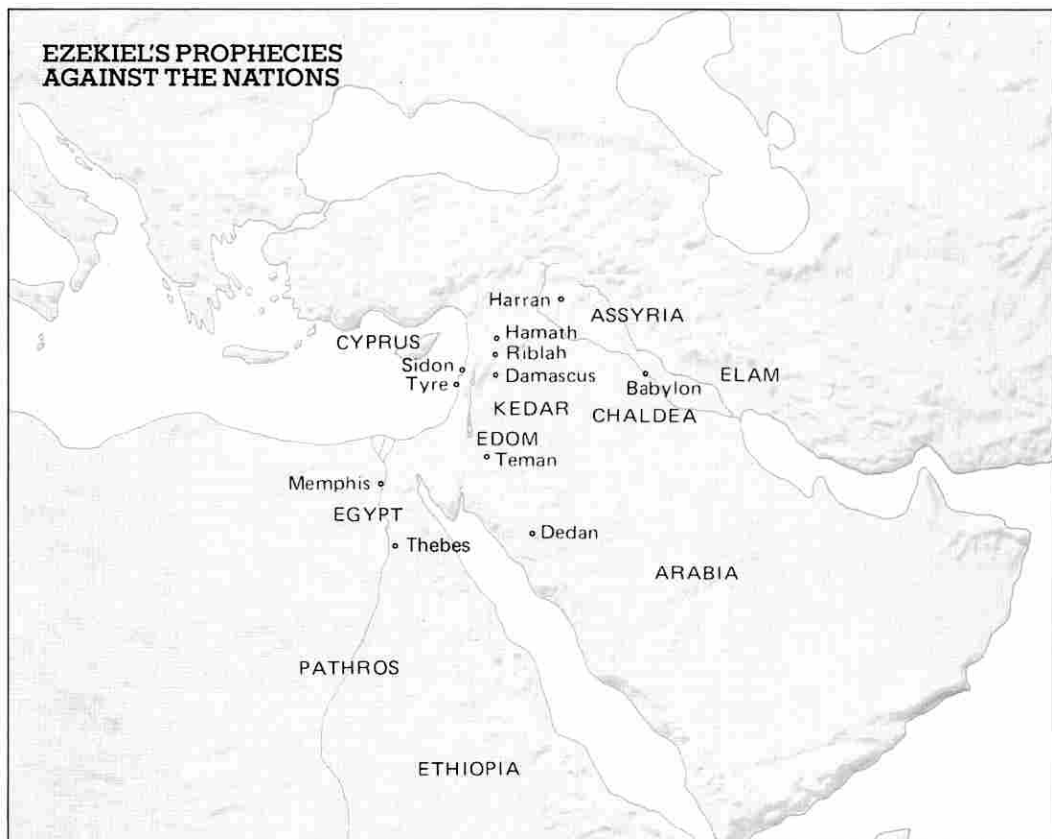 EZEKIEL'S PROPHECIES
AGAINST THE NATIONS
Harran
ASSYRIA
Hamath
CYPRUS
Riblah
Sidon
Damascus
Tyre
Babylon
ELAM
KEDAR
CHALDEA
EDOM
Teman
Memphis
EGYPT
Dedan
Thebes
ARABIA
PATHROS
ETHIOPIA